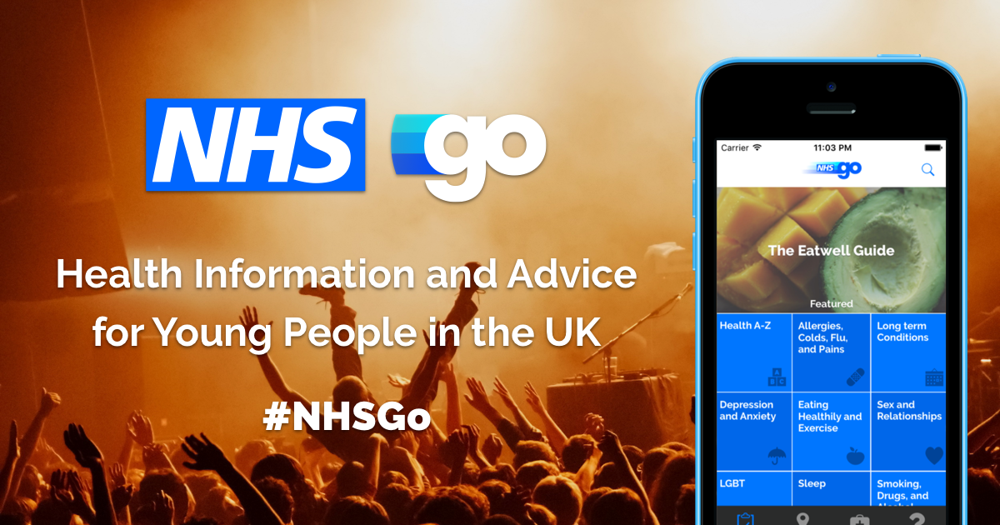 NHS go
Health Information and Advice
for Young People in the UK
#NHSGo
Carrier
11:03 PM
NHS go
The Eatwell Guide
Featured
Health A-Z
Allergies,
Colds, Flu,
and Pains
Long term
Conditions
ABC
Depression
and Anxiety
Eating
Healthily and
Exercise
Sex and
Relationships
LGBT
Sleep
Smoking,
Drugs, and
Alcohol
?